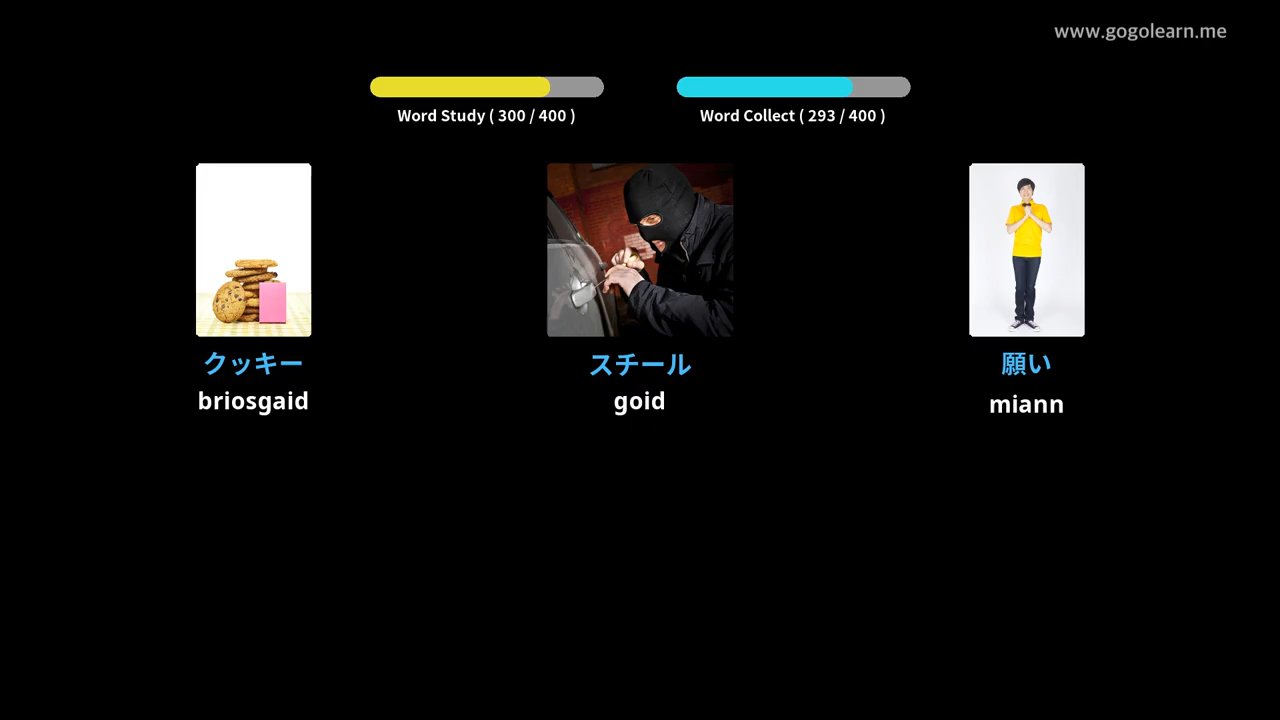 www.gogolearn.me
Word Study ( 300 / 400 )
Word Collect ( 293 / 400 )
クッキー
スチール
願い
briosgaid
goid
miann